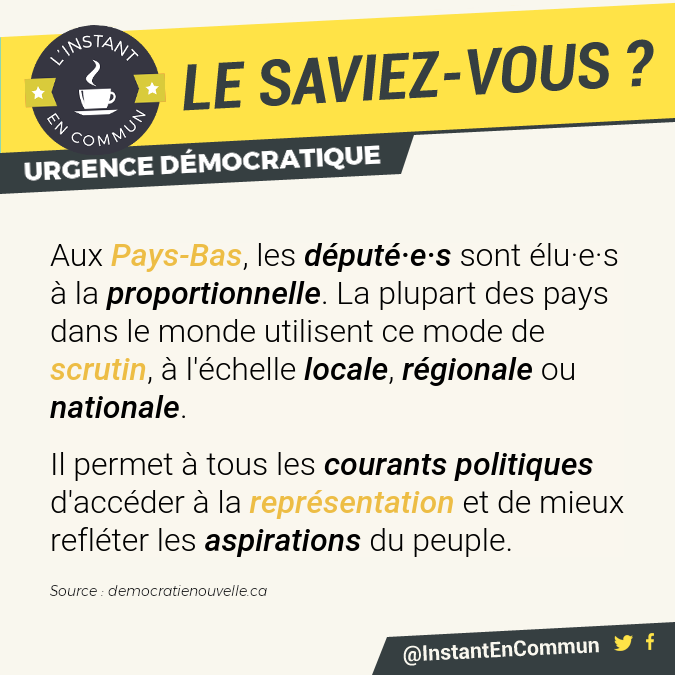 L'INSTANT
EN COMMUN
LE SAVIEZ-VOUS ?
URGENCE DÉMOCRATIQUE
Aux Pays-Bas, les député·e·s sont élu·e·s
à la proportionnelle. La plupart des pays
dans le monde utilisent ce mode de
scrutin, à l'échelle locale, régionale ou
nationale.
Il permet à tous les courants politiques
d'accéder à la représentation et de mieux
refléter les aspirations du peuple.
Source : democratienouvelle.ca
@InstantEnCommun